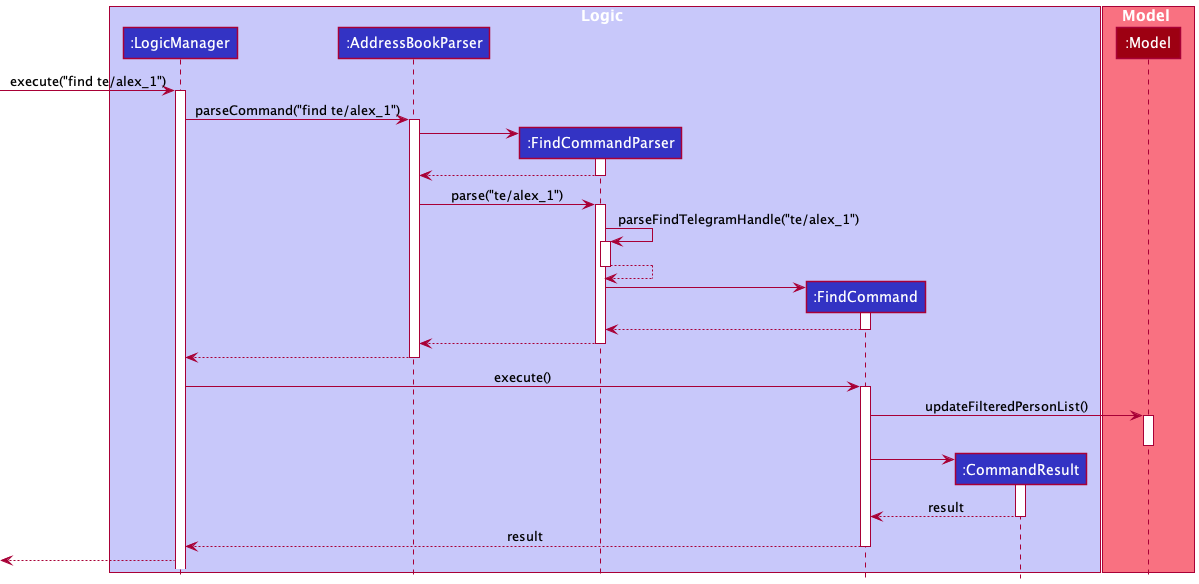 Logic
Model
:LogicManager
:AddressBookParser
:Model
execute("find te/alex_1")
parseCommand("find te/alex_1")
:FindCommandParser
parse("te/alex_1")
parseFindTelegramHandle("te/alex_1")
:FindCommand
execute()
updateFilteredPersonList()
:CommandResult
result
result